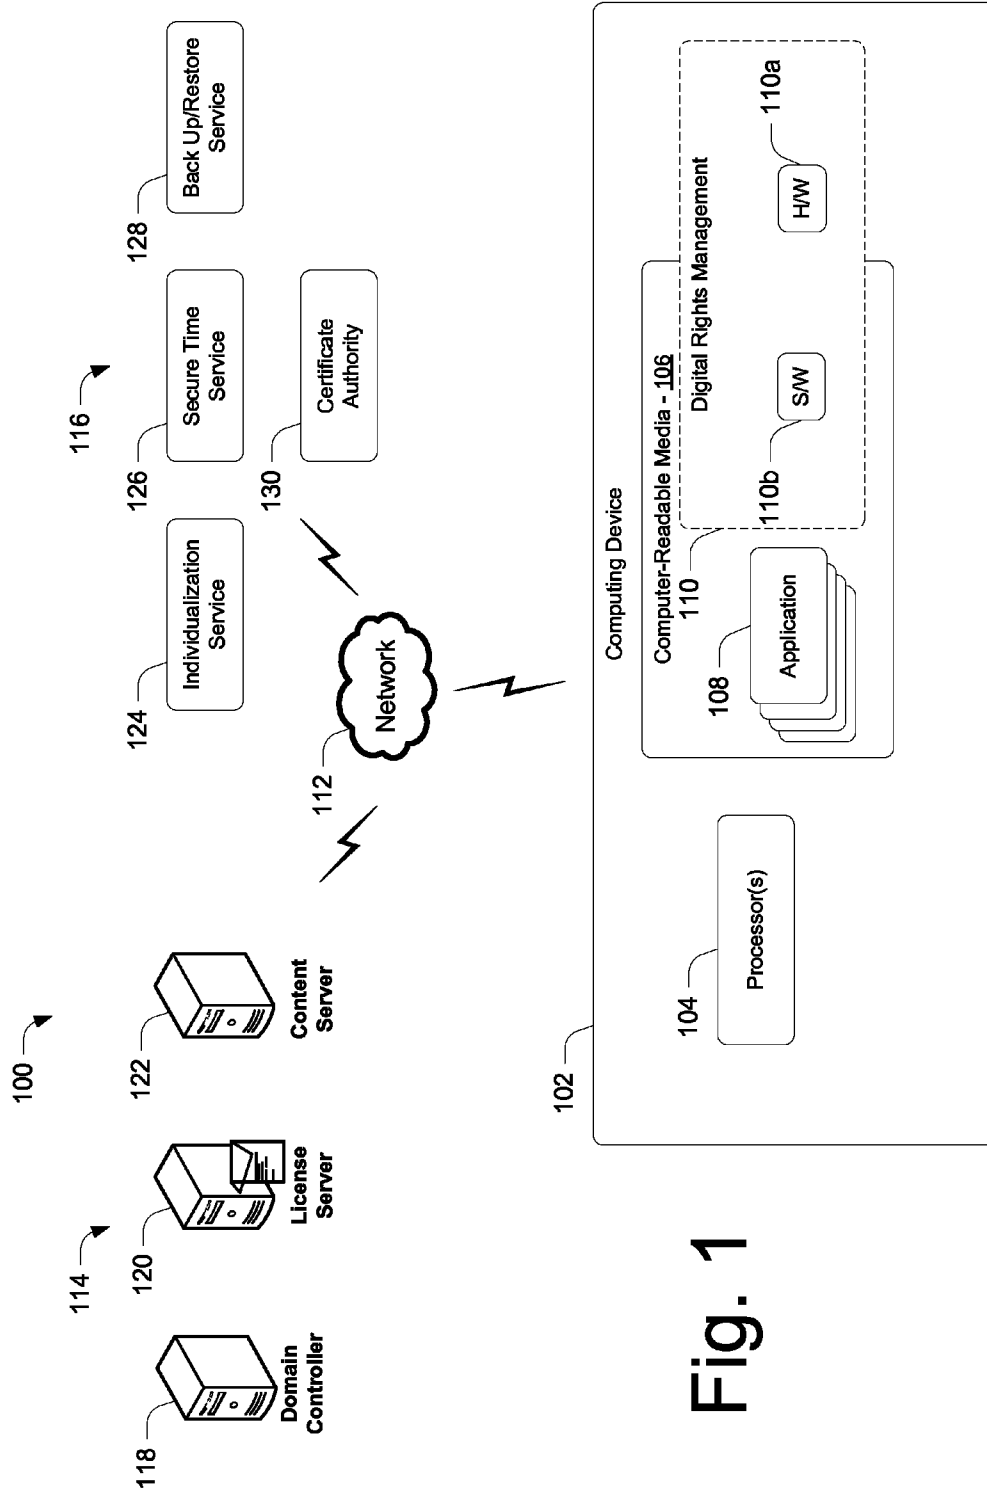 100
114
116
118
120
122
124
126
128
Domain
Controller
License
Server
Content
Server
Individualization
Service
Secure Time
Service
Back Up/Restore
Service
130
Certificate
Authority
112
Network
102
Computing Device
104
Processor(s)
Computer-Readable Media - 106
108
Application
110
Digital Rights Management
110b
S/W
110a
H/W
Fig. 1